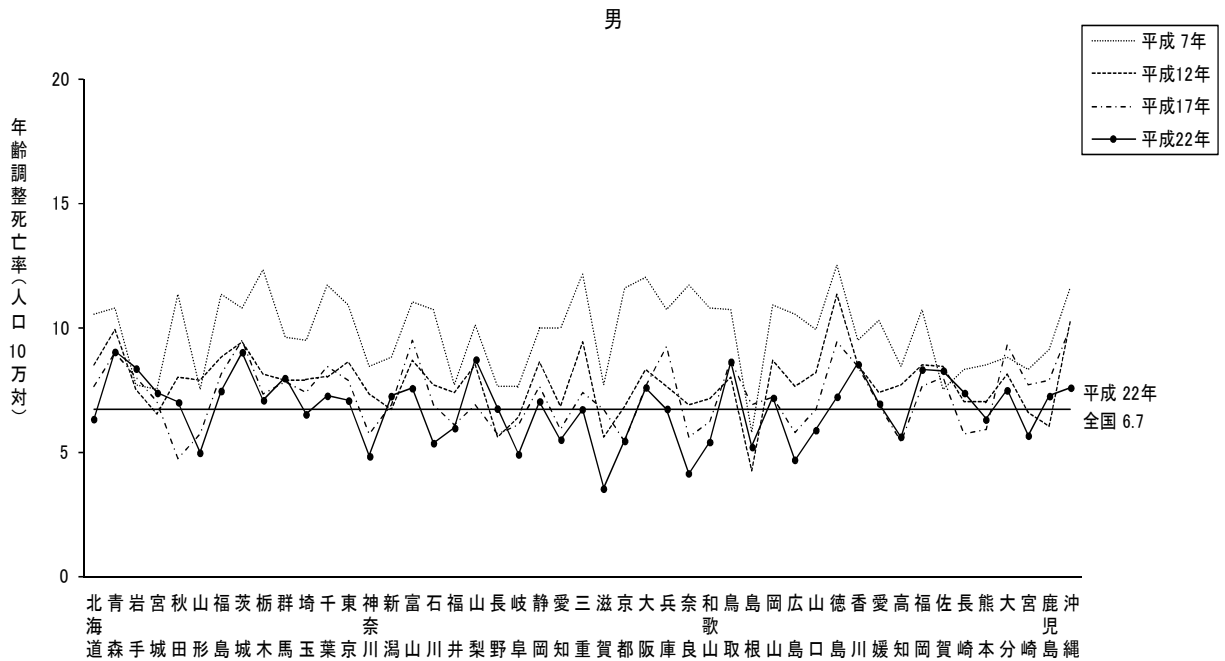 男
平成 7年
平成12年
平成17年
平成22年
年齢調整死亡率(人口10万対)
20
15
10
5
0
平成 22年
全国 6.7
北海道
青森
岩手
宮城
秋田
山形
福島
茨城
栃木
群馬
埼玉
千葉
東京
神奈川
新潟
富山
石川
福井
山梨
長野
岐阜
静岡
愛知
三重
滋賀
京都
大阪
兵庫
奈良
和歌山
鳥取
島根
岡山
広島
山口
徳島
香川
愛媛
高知
福岡
佐賀
長崎
熊本
大分
宮崎
鹿児島
沖縄